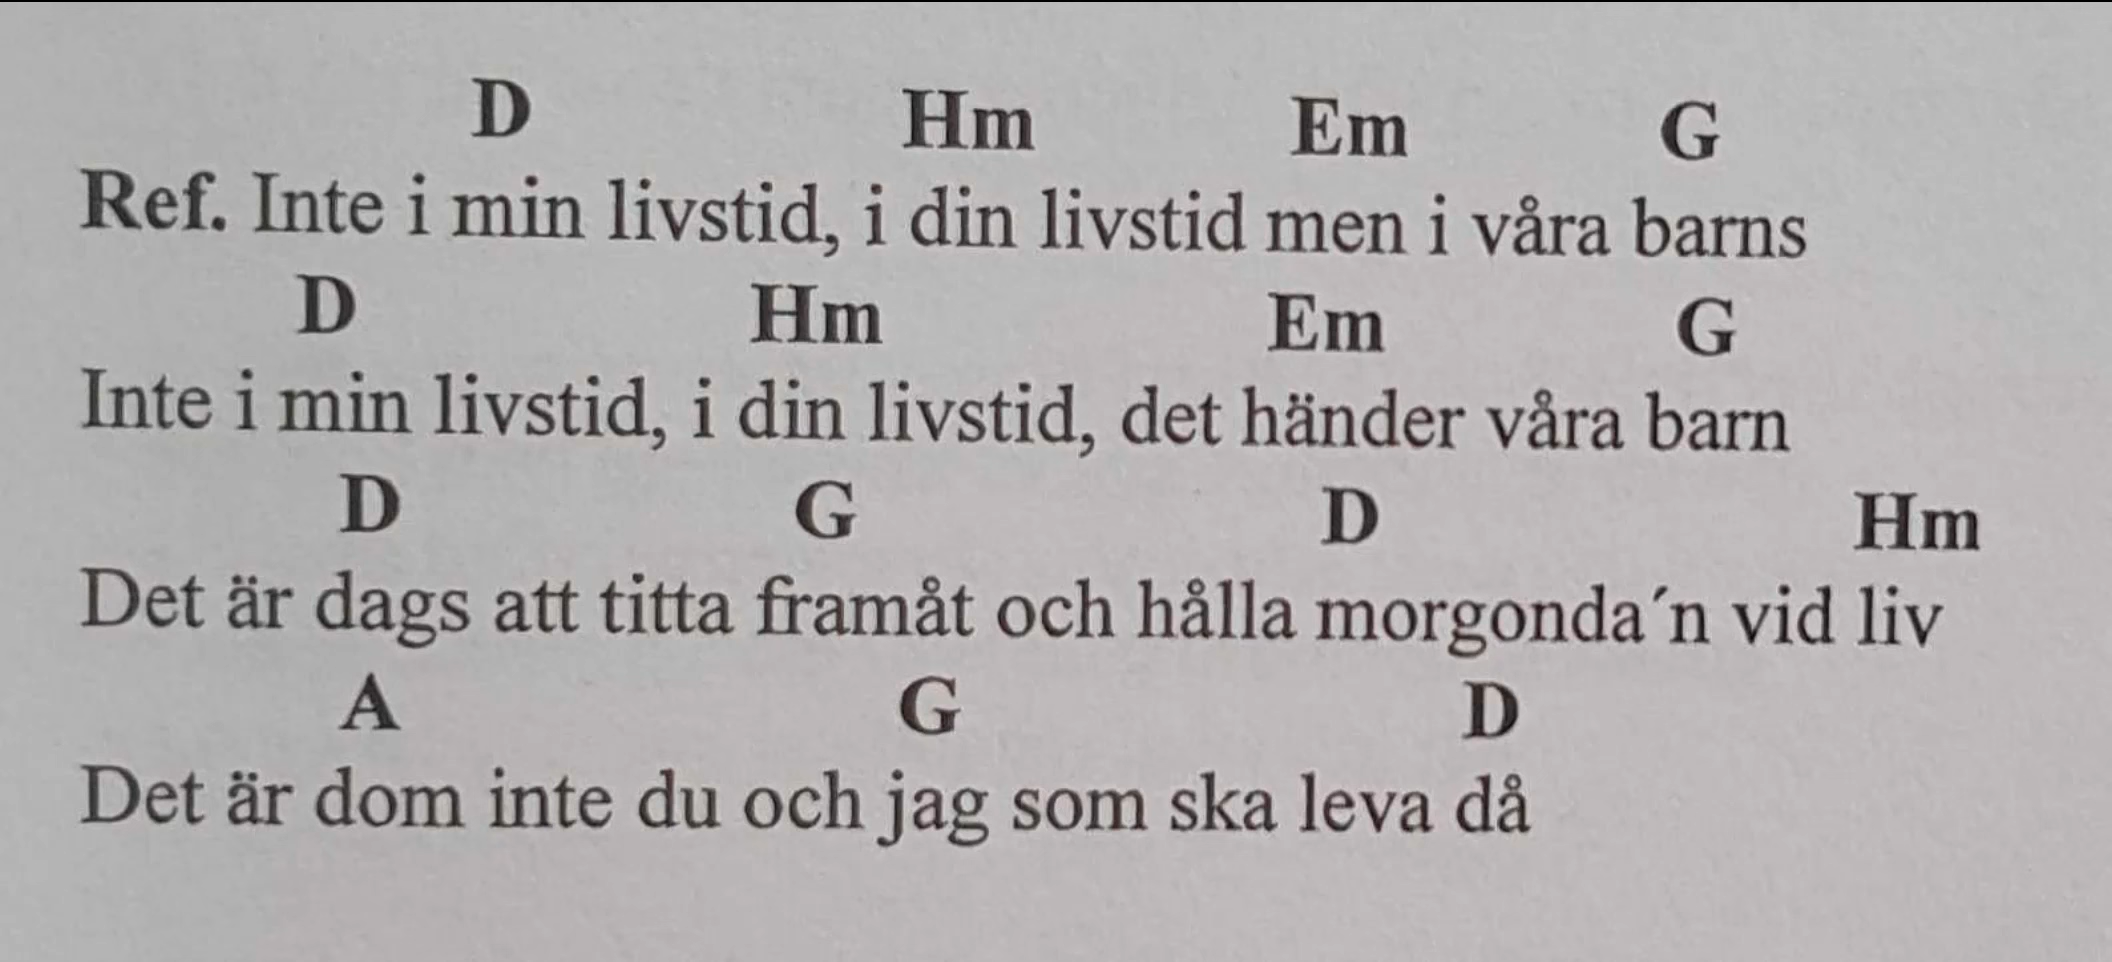 D Hm Em G
Ref. Inte i min livstid, i din livstid men i våra barns
D Hm Em G
Inte i min livstid, i din livstid, det händer våra barn
D G D Hm
Det är dags att titta framåt och hålla morgonda´n vid liv
A G D
Det är dom inte du och jag som ska leva då